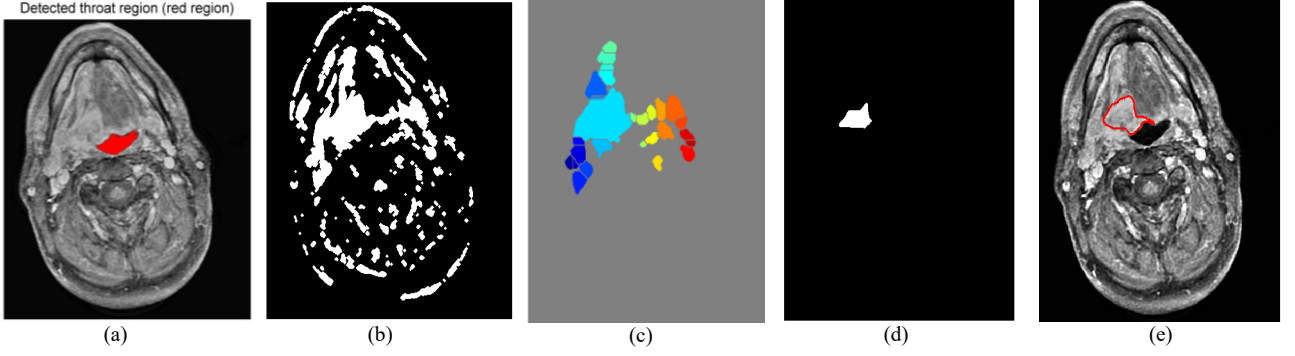 Detected throat region (red region)
(a)
(b)
(c)
(d)
(e)